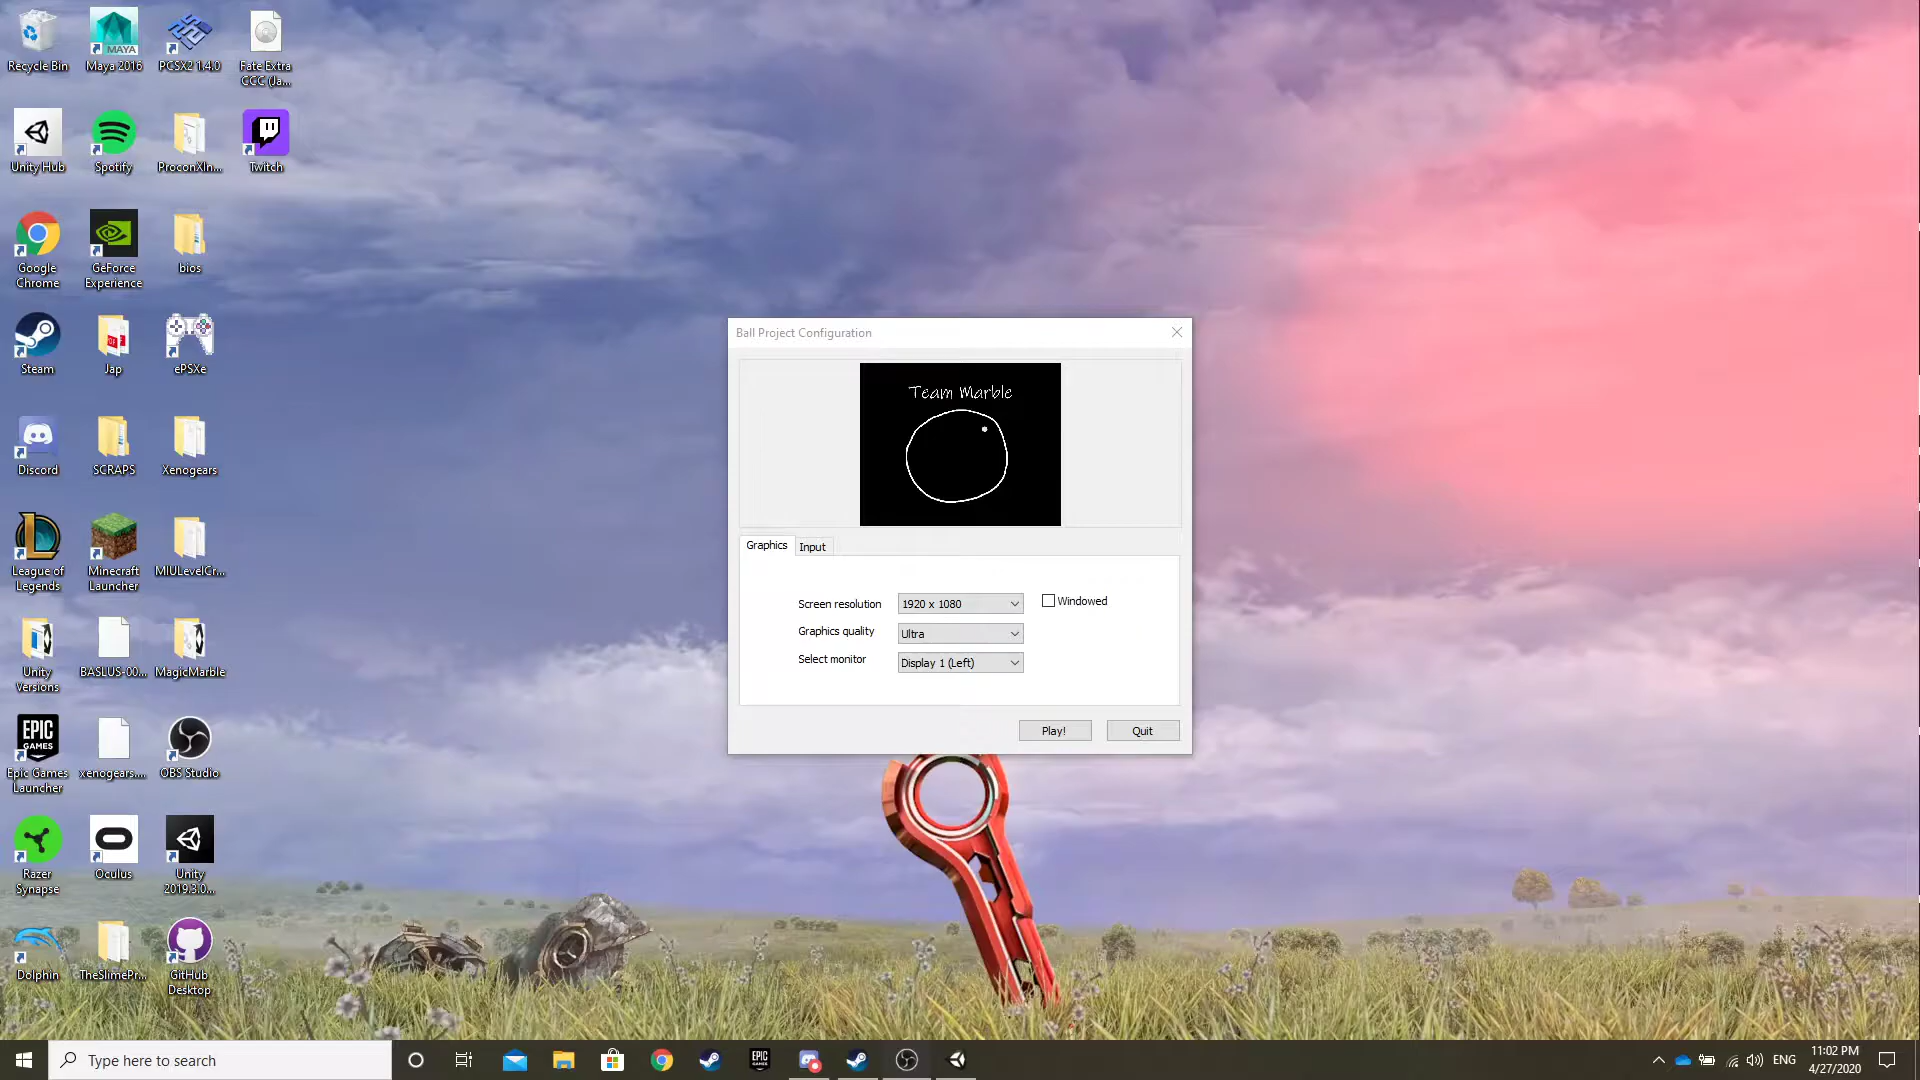 Recycle Bin
Maya 2016
PCSX2 1.4.0
Fate Extra
CCC (Ja...
MAYA
Unity Hub
Spotify
ProconXIn...
Twitch
Google
Chrome
GeForce
Experience
bios
Steam
Jap
ePSXe
Discord
SCRAPS
Xenogears
League of
Legends
Minecraft
Launcher
MIULevelCr...
Unity
Versions
BASLUS-00...
MagicMarble
EPIC
GAMES
Epic Games
Launcher
xenogears....
OBS Studio
Razer
Synapse
Oculus
Unity
2019.3.0...
Dolphin
TheSlimePr...
GitHub
Desktop
Ball Project Configuration
Team Marble
Graphics
Input
Screen resolution
1920 x 1080
Windowed
Graphics quality
Ultra
Select monitor
Display 1 (Left)
Play!
Quit
Type here to search
EPIC
ENG
11:02 PM
4/27/2020